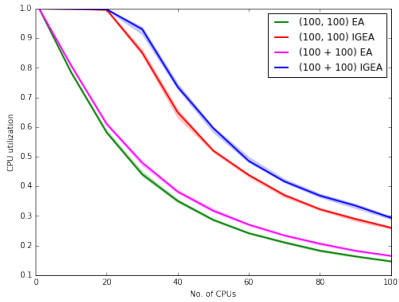 1.0
0.9
0.8
0.7
0.6
0.5
0.4
0.3
0.2
0.1
CPU utilization
(100, 100) EA
(100, 100) IGEA
(100 + 100) EA
(100 + 100) IGEA
0
20
40
60
80
100
No. of CPUs